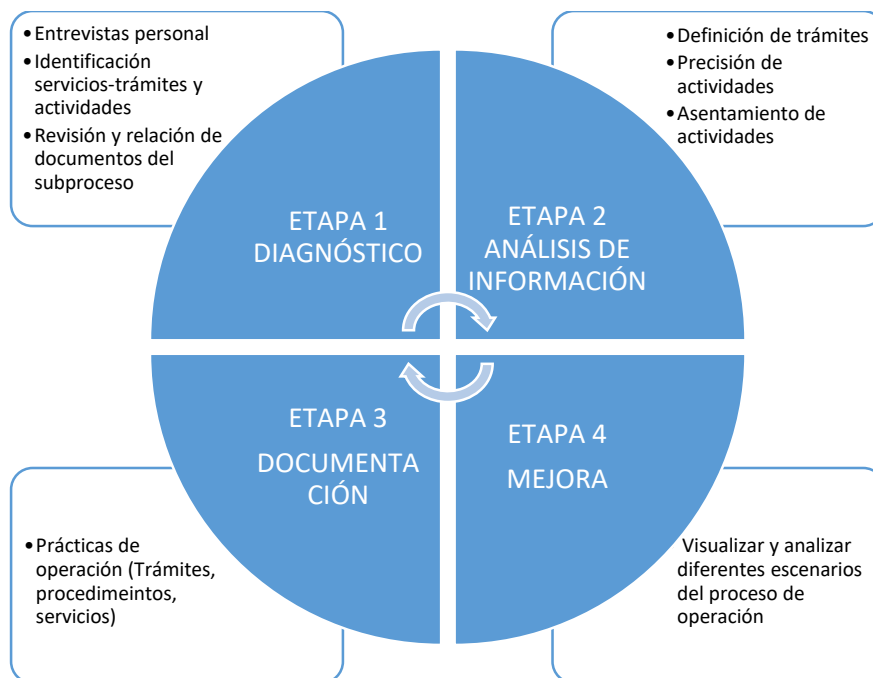 •Entrevistas personal
•Identificación
servicios-trámites y
actividades
•Revisión y relación de
documentos del
subproceso
•Definición de trámites
•Precisión de
actividades
•Asentamiento de
actividades
ETAPA 1
DIAGNÓSTICO
ETAPA 2
ANÁLISIS DE
INFORMACIÓN
ETAPA 3
DOCUMENTA
CIÓN
ETAPA 4
MEJORA
•Prácticas de
operación (Trámites,
procedimeintos,
servicios)
Visualizar y analizar
diferentes escenarios
del proceso de
operación